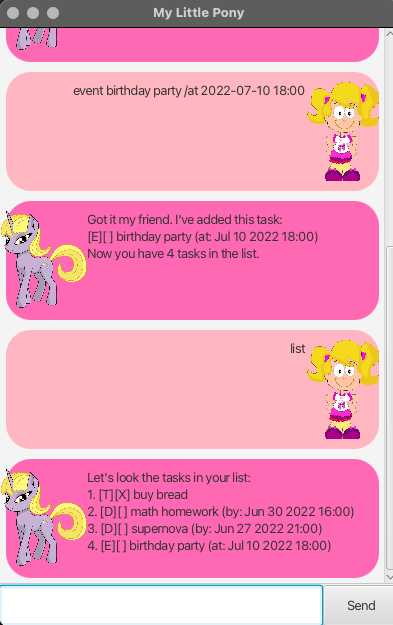 My Little Pony
event birthday party /at 2022-07-10 18:00
Got it my friend. I've added this task:
[E][ ] birthday party (at: Jul 10 2022 18:00)
Now you have 4 tasks in the list.
list
Let's look the tasks in your list:
1. [T][X] buy bread
2. [D][ ] math homework (by: Jun 30 2022 16:00)
3. [D][ ] supernova (by: Jun 27 2022 21:00)
4. [E][ ] birthday party (at: Jul 10 2022 18:00)
Send